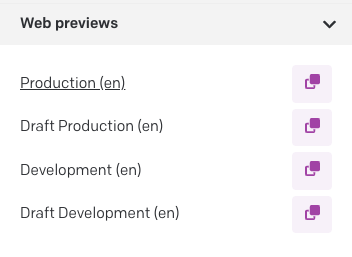 Web previews
Production (en)
Draft Production (en)
Development (en)
Draft Development (en)